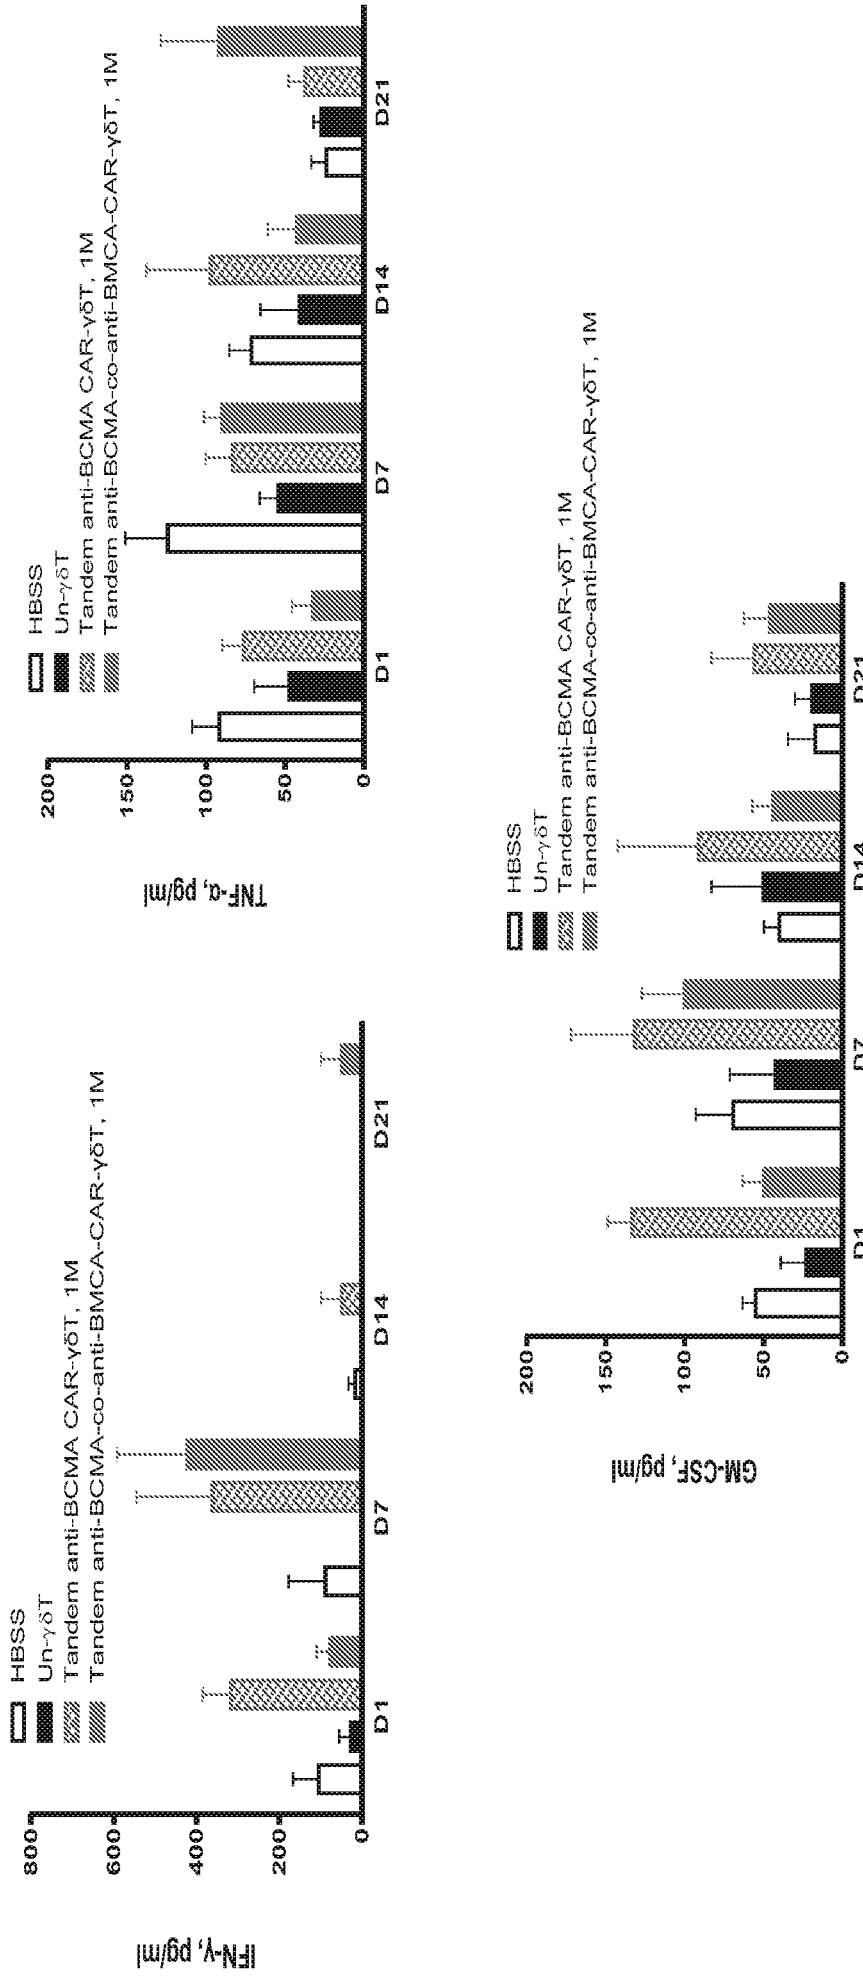 IFN-γ, pg/ml
800
600
400
200
0
HBSS
Un-γδT
Tandem anti-BCMA CAR-γδT, 1M
Tandem anti-BCMA-co-anti-BMCA-CAR-γδT, 1M
D1
D7
D14
D21
TNF-α, pg/ml
200
150
100
50
0
HBSS
Un-γδT
Tandem anti-BCMA CAR-γδT, 1M
Tandem anti-BCMA-co-anti-BMCA-CAR-γδT, 1M
D1
D7
D14
D21
GM-CSF, pg/ml
200
150
100
50
0
HBSS
Un-γδT
Tandem anti-BCMA CAR-γδT, 1M
Tandem anti-BCMA-co-anti-BMCA-CAR-γδT, 1M
D1
D7
D14
D21